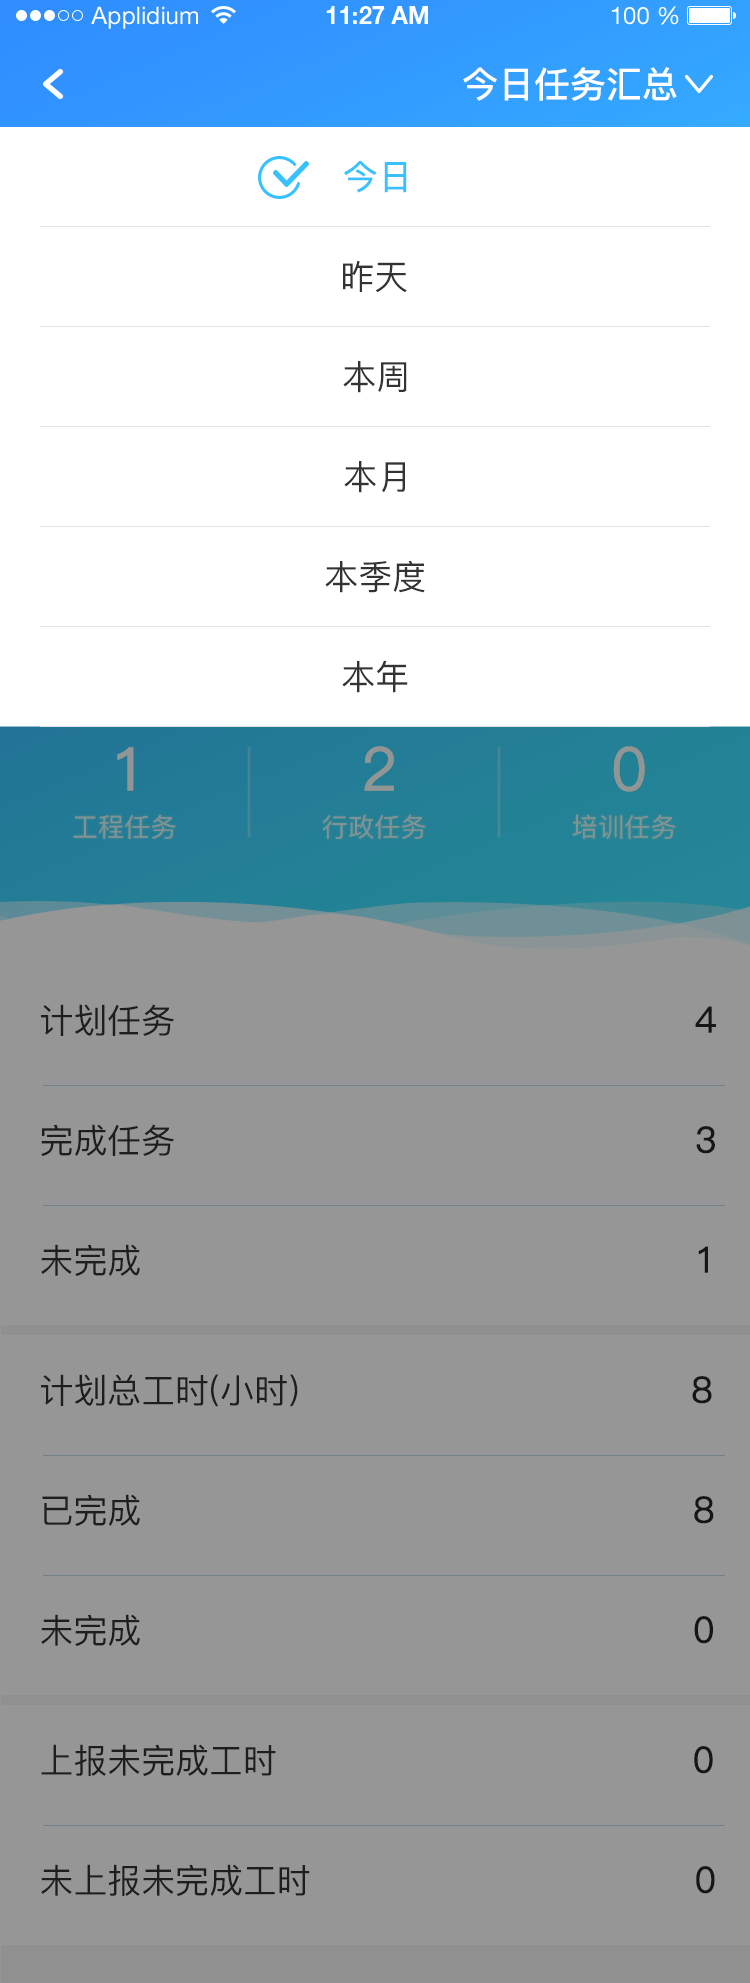 Applidium 11:27 AM 100 %
今日任务汇总
今日
昨天
本周
本月
本季度
本年
1 2 0
工程任务 行政任务 培训任务
计划任务 4
完成任务 3
未完成 1
计划总工时(小时) 8
已完成 8
未完成 0
上报未完成工时 0
未上报未完成工时 0